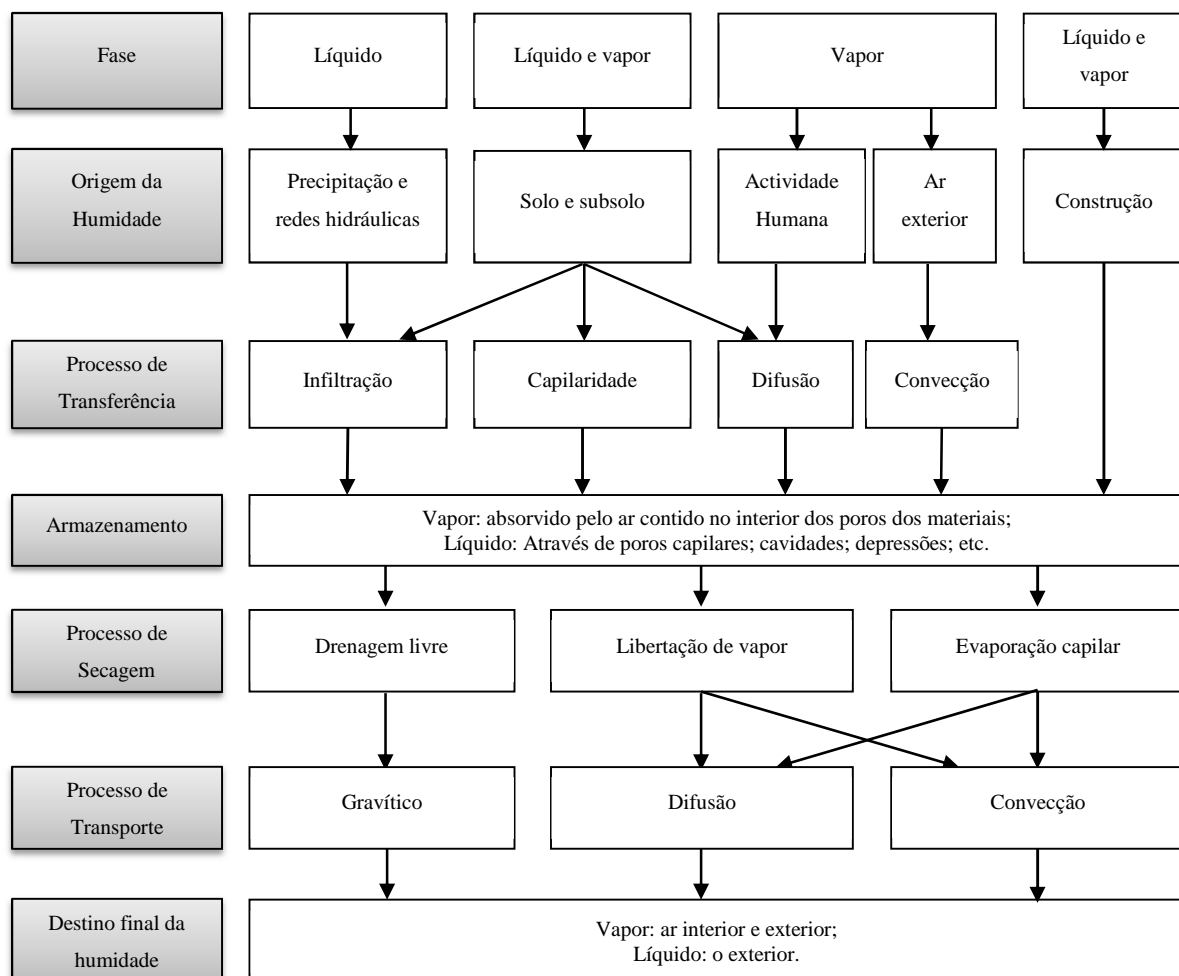 Fase
Líquido
Líquido e vapor
Vapor
Líquido e
vapor
Origem da
Humidade
Precipitação e
redes hidráulicas
Solo e subsolo
Actividade
Humana
Ar
exterior
Construção
Processo de
Transferência
Infiltração
Capilaridade
Difusão
Convecção
Armazenamento
Vapor: absorvido pelo ar contido no interior dos poros dos materiais;
Líquido: Através de poros capilares; cavidades; depressões; etc.
Processo de
Secagem
Drenagem livre
Libertação de vapor
Evaporação capilar
Processo de
Transporte
Gravítico
Difusão
Convecção
Destino final da
humidade
Vapor: ar interior e exterior;
Líquido: o exterior.